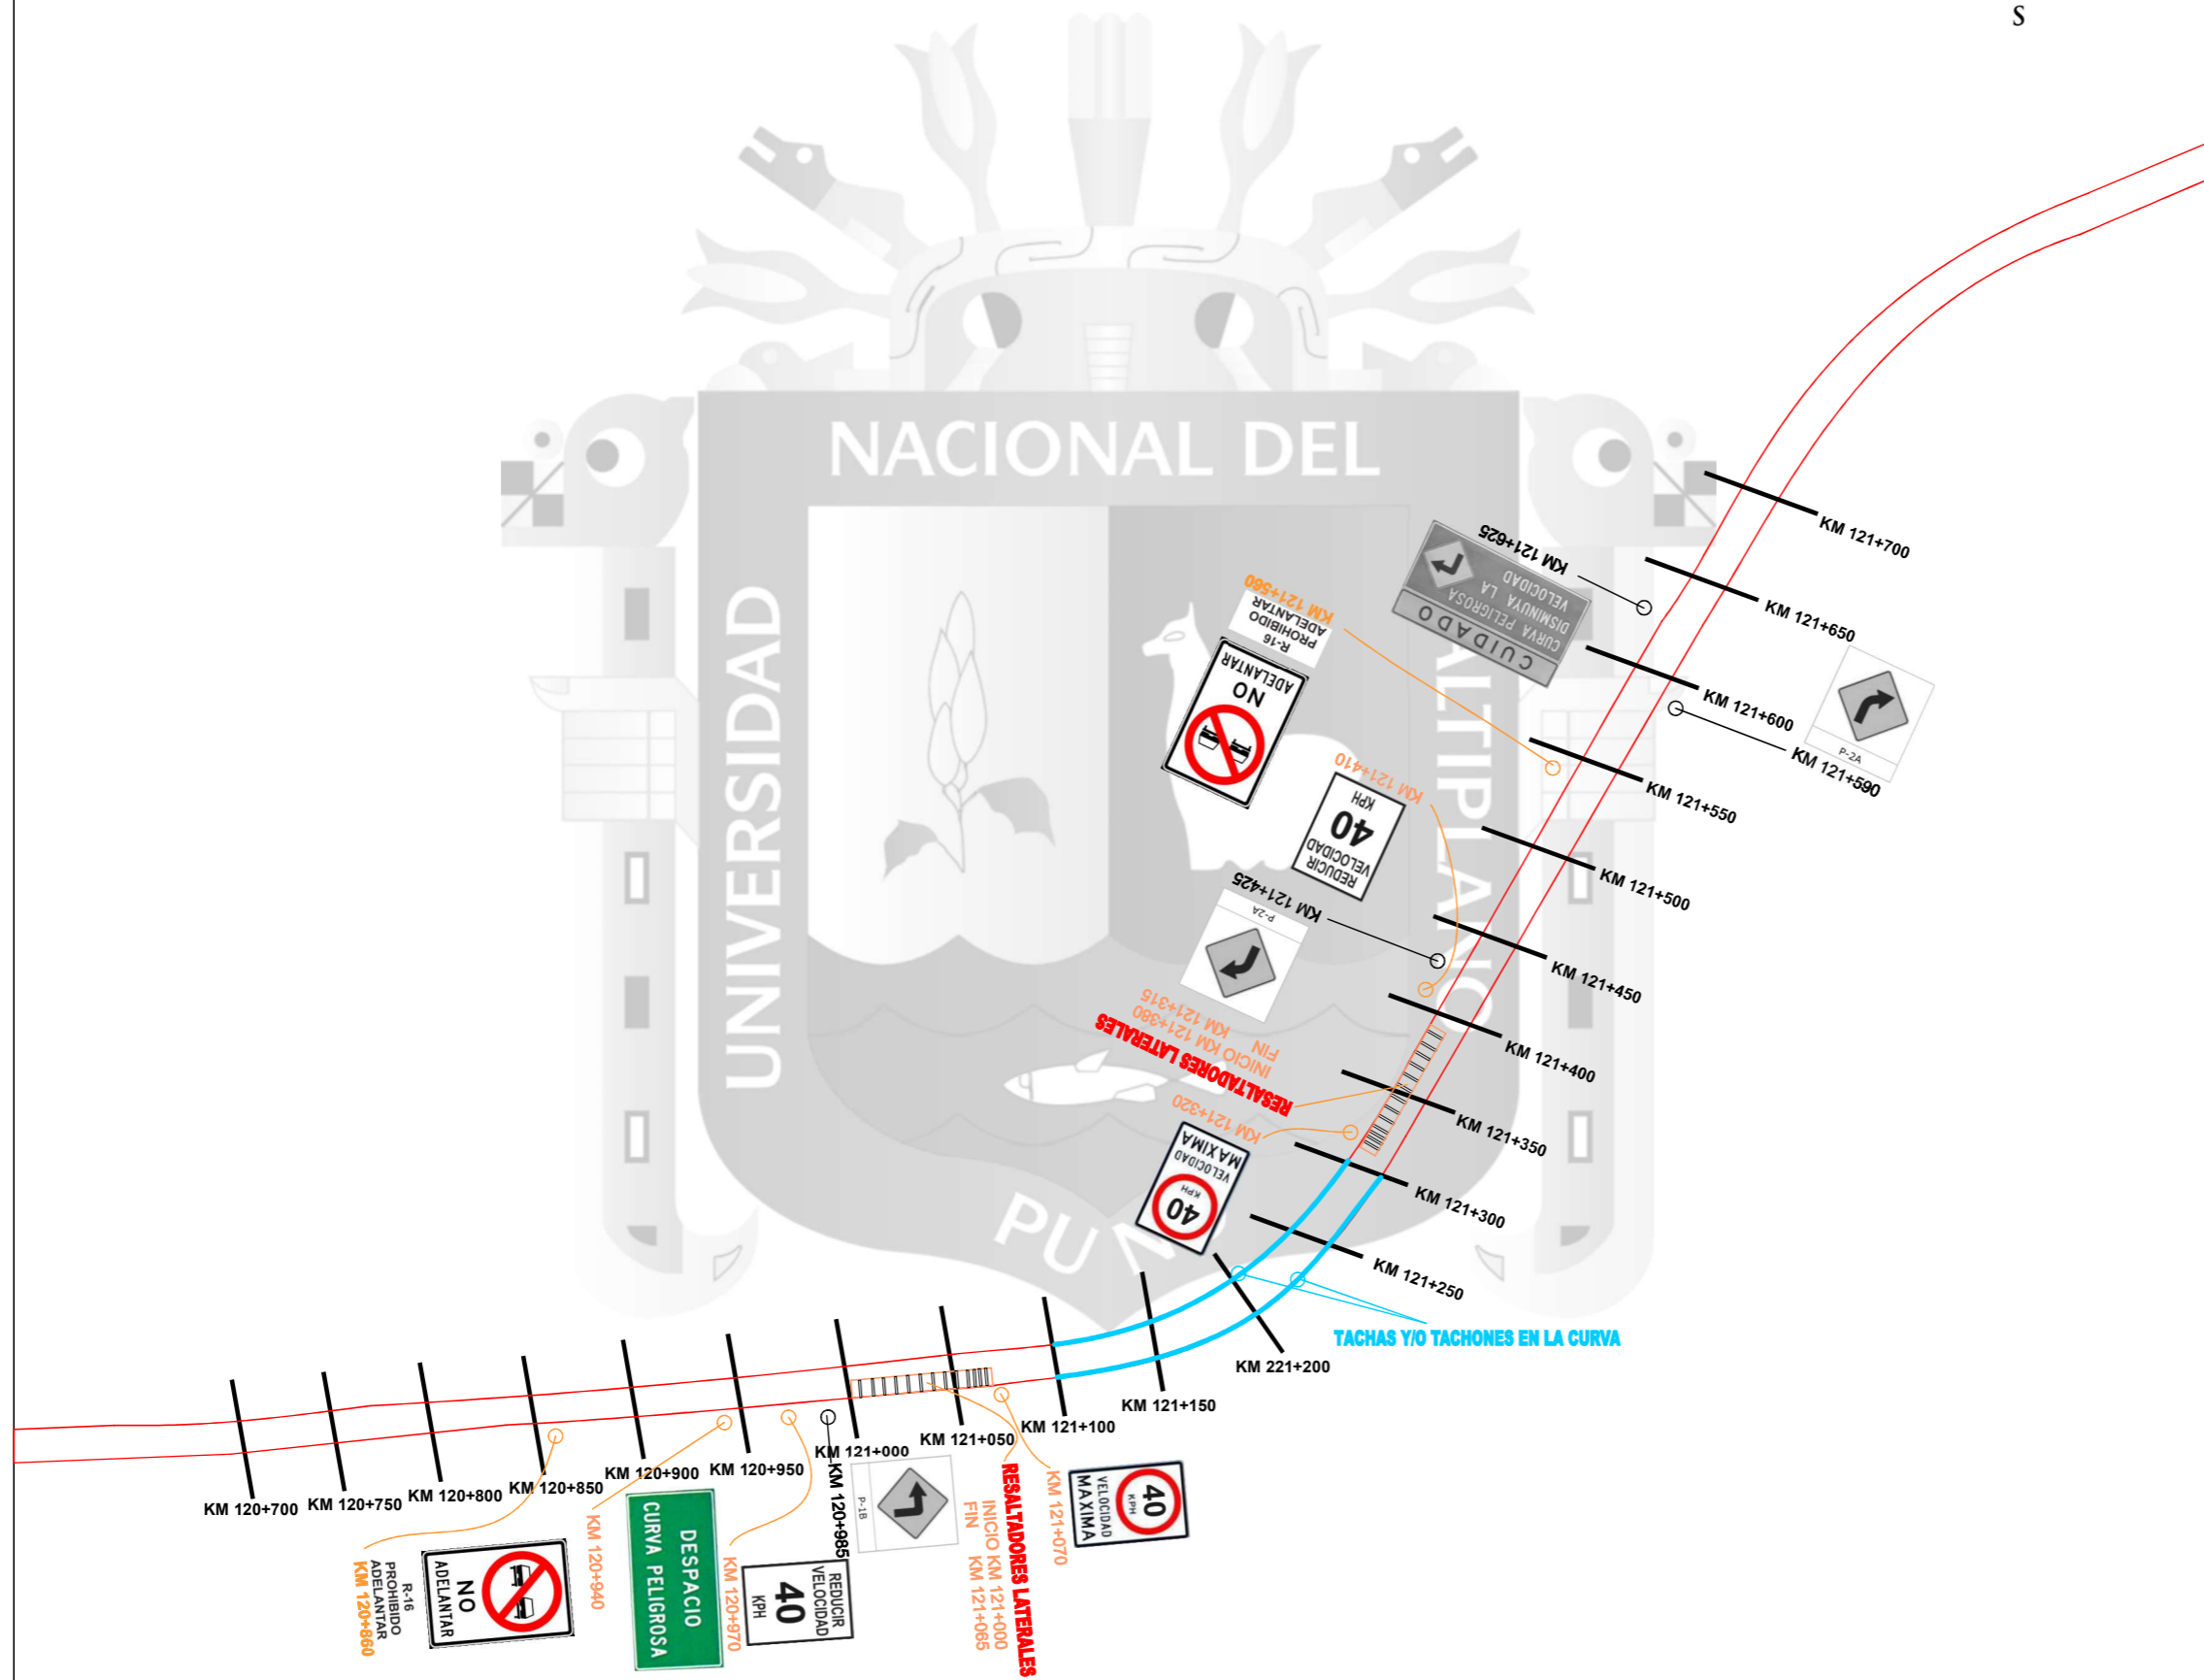 S
NACIONAL DEL
UNIVERSIDAD
ALTIPLANO
PUN
KM 121+700
KM 121+650
KM 121+600
P-2A
KM 121+590
KM 121+550
KM 121+500
KM 121+450
KM 121+400
KM 121+350
KM 121+300
KM 121+250
KM 121+625
CUIDADO
CURVA PELIGROSA
DISMINUYA LA
VELOCIDAD
KM 121+560
R-16
PROHIBIDO
ADELANTAR
NO
ADELANTAR
KM 121+410
REDUCIR
VELOCIDAD
40
KPH
KM 121+425
P-2A
RESALTADORES LATERALES
INICIO KM 121+380
FIN KM 121+315
KM 121+320
40
KPH
VELOCIDAD
MAXIMA
TACHAS Y/O TACHONES EN LA CURVA
KM 221+200
KM 121+150
KM 121+100
KM 121+050
KM 121+000
KM 120+950
KM 120+900
KM 120+850
KM 120+800
KM 120+750
KM 120+700
R-16
PROHIBIDO
ADELANTAR
KM 120+860
NO
ADELANTAR
KM 120+940
DESPACIO
CURVA PELIGROSA
KM 120+970
REDUCIR
VELOCIDAD
40
KPH
KM 120+985
P-1B
RESALTADORES LATERALES
INICIO KM 121+000
FIN KM 121+065
KM 121+070
40
KPH
VELOCIDAD
MAXIMA